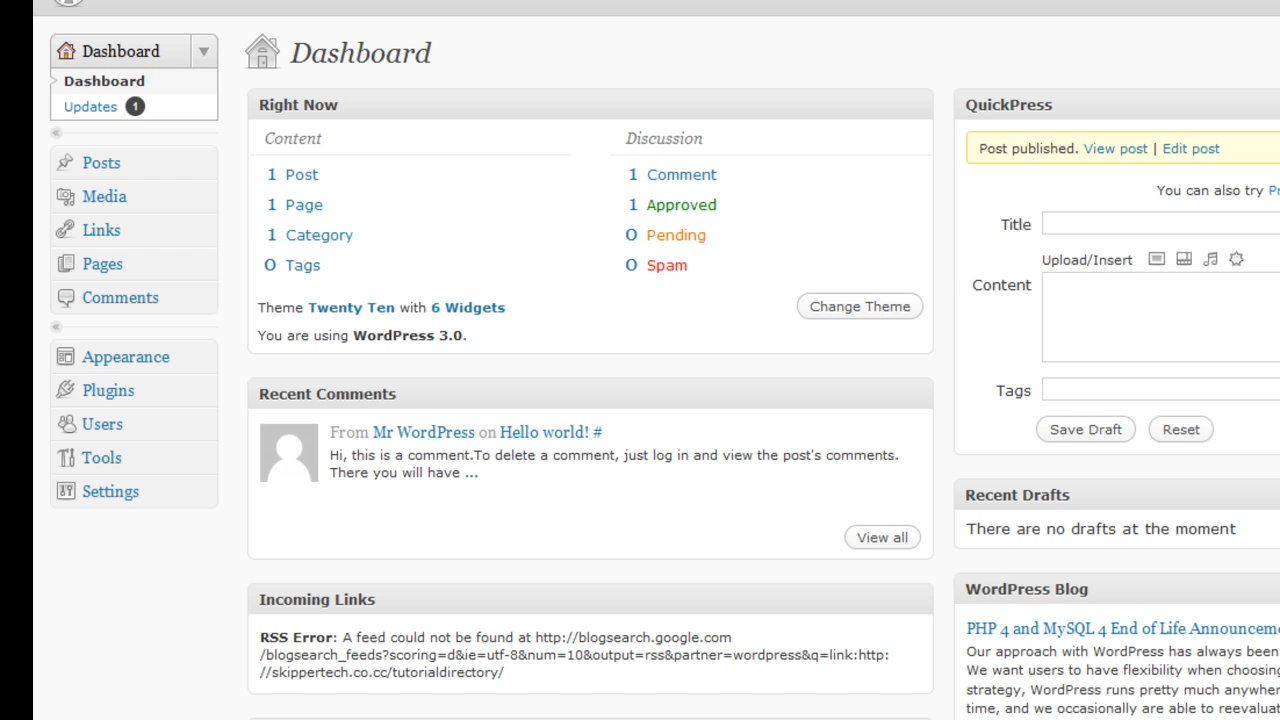 Dashboard
Dashboard
Updates 1
Posts
Media
Links
Pages
Comments
Appearance
Plugins
Users
Tools
Settings
Dashboard
Right Now
Content
1 Post
1 Page
1 Category
0 Tags
Discussion
1 Comment
1 Approved
0 Pending
0 Spam
Theme Twenty Ten with 6 Widgets
Change Theme
You are using WordPress 3.0.
Recent Comments
From Mr WordPress on Hello world! #
Hi, this is a comment.To delete a comment, just log in and view the post's comments.
There you will have ...
View all
Incoming Links
RSS Error: A feed could not be found at http://blogsearch.google.com
/blogsearch_feeds?scoring=d&ie=utf-8&num=10&output=rss&partner=wordpress&q=link:http:
//skippertech.co.cc/tutorialdirectory/
QuickPress
Post published. View post | Edit post
You can also try Pr
Title
Upload/Insert
Content
Tags
Save Draft
Reset
Recent Drafts
There are no drafts at the moment
WordPress Blog
PHP 4 and MySQL 4 End of Life Announceme
Our approach with WordPress has always been
We want users to have flexibility when choosing
strategy, WordPress runs pretty much anywher
time, and we occasionally are able to reevaluat